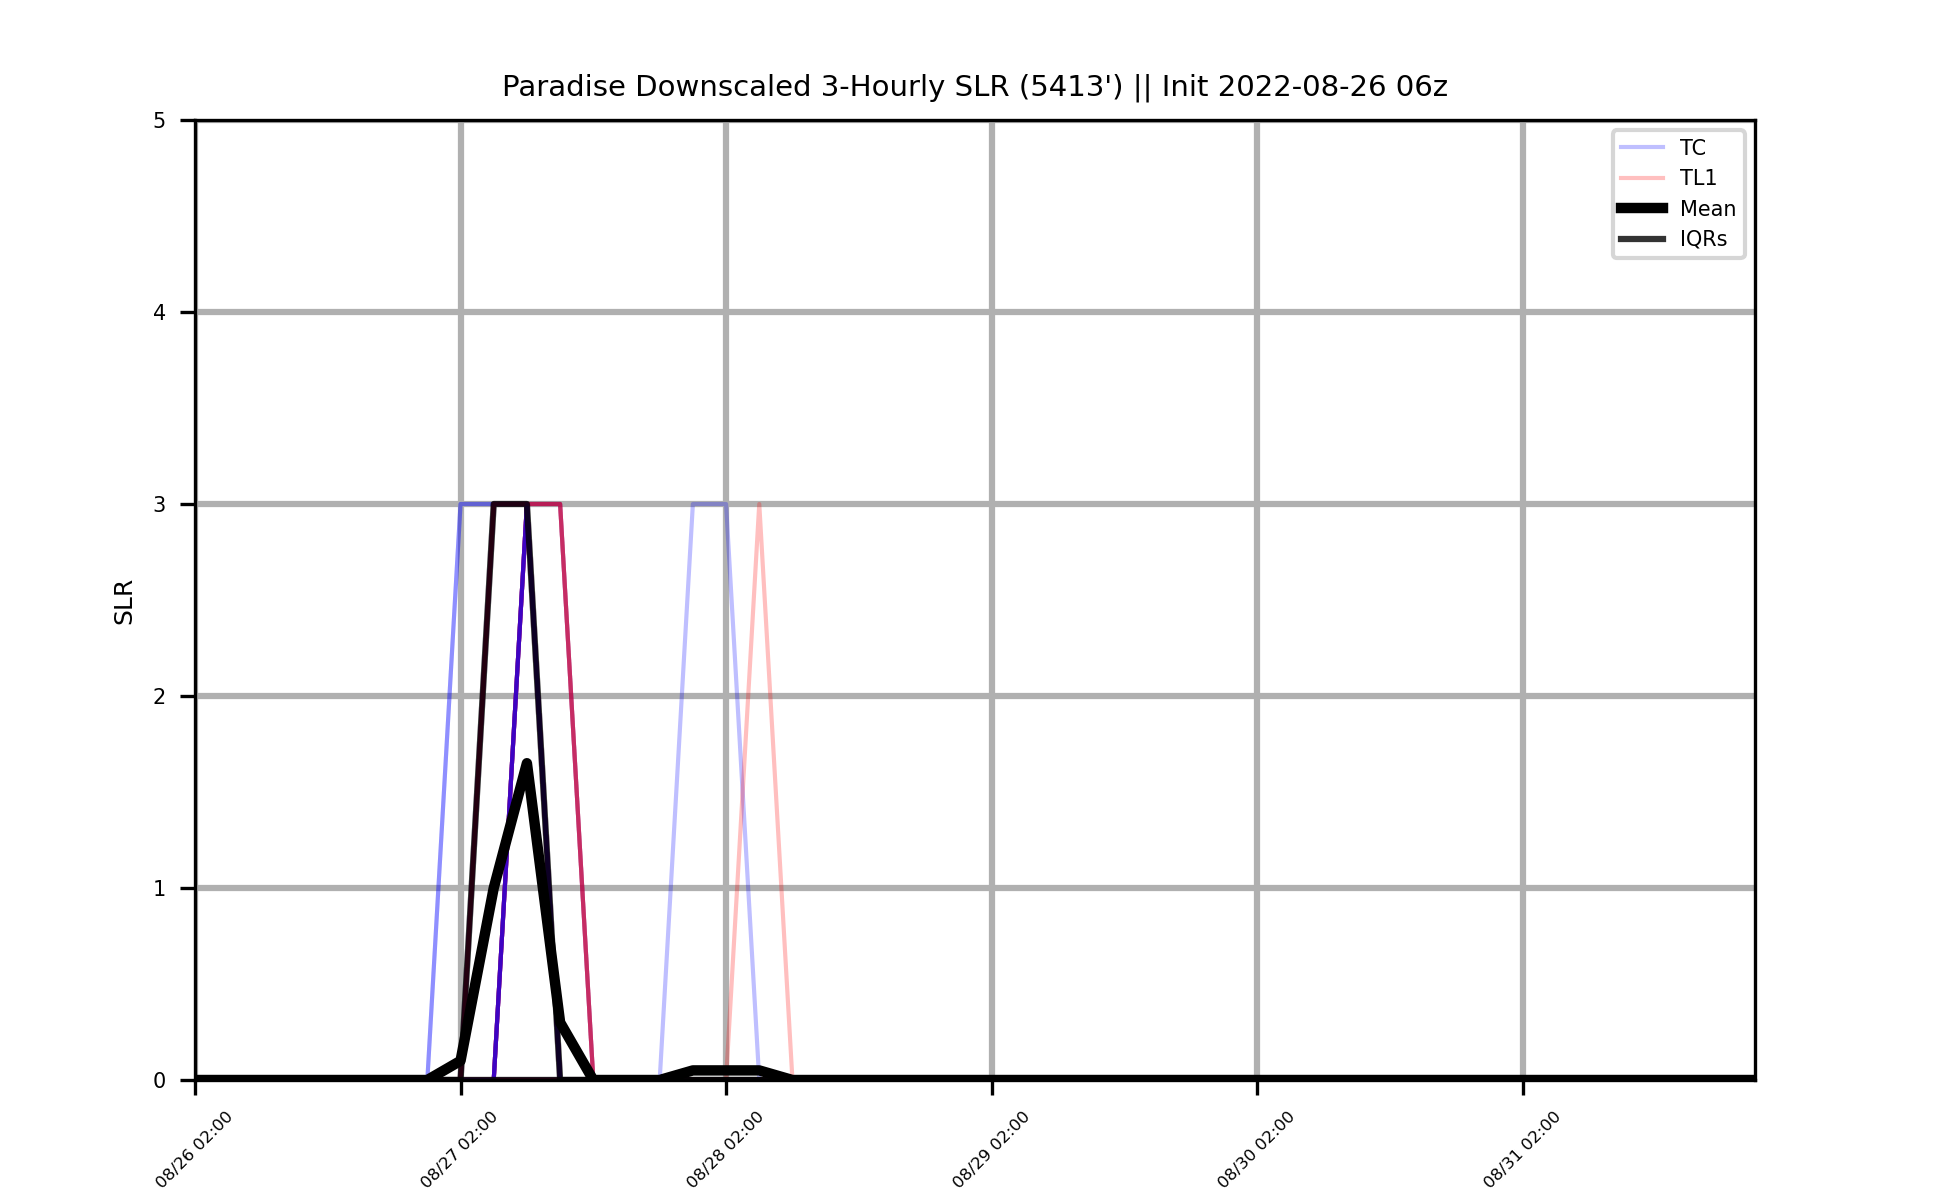 Paradise Downscaled 3-Hourly SLR (5413') || Init 2022-08-26 06z
5
4
3
2
1
0
SLR
TC
TL1
Mean
IQRs
08/26 02:00
08/27 02:00
08/28 02:00
08/29 02:00
08/30 02:00
08/31 02:00